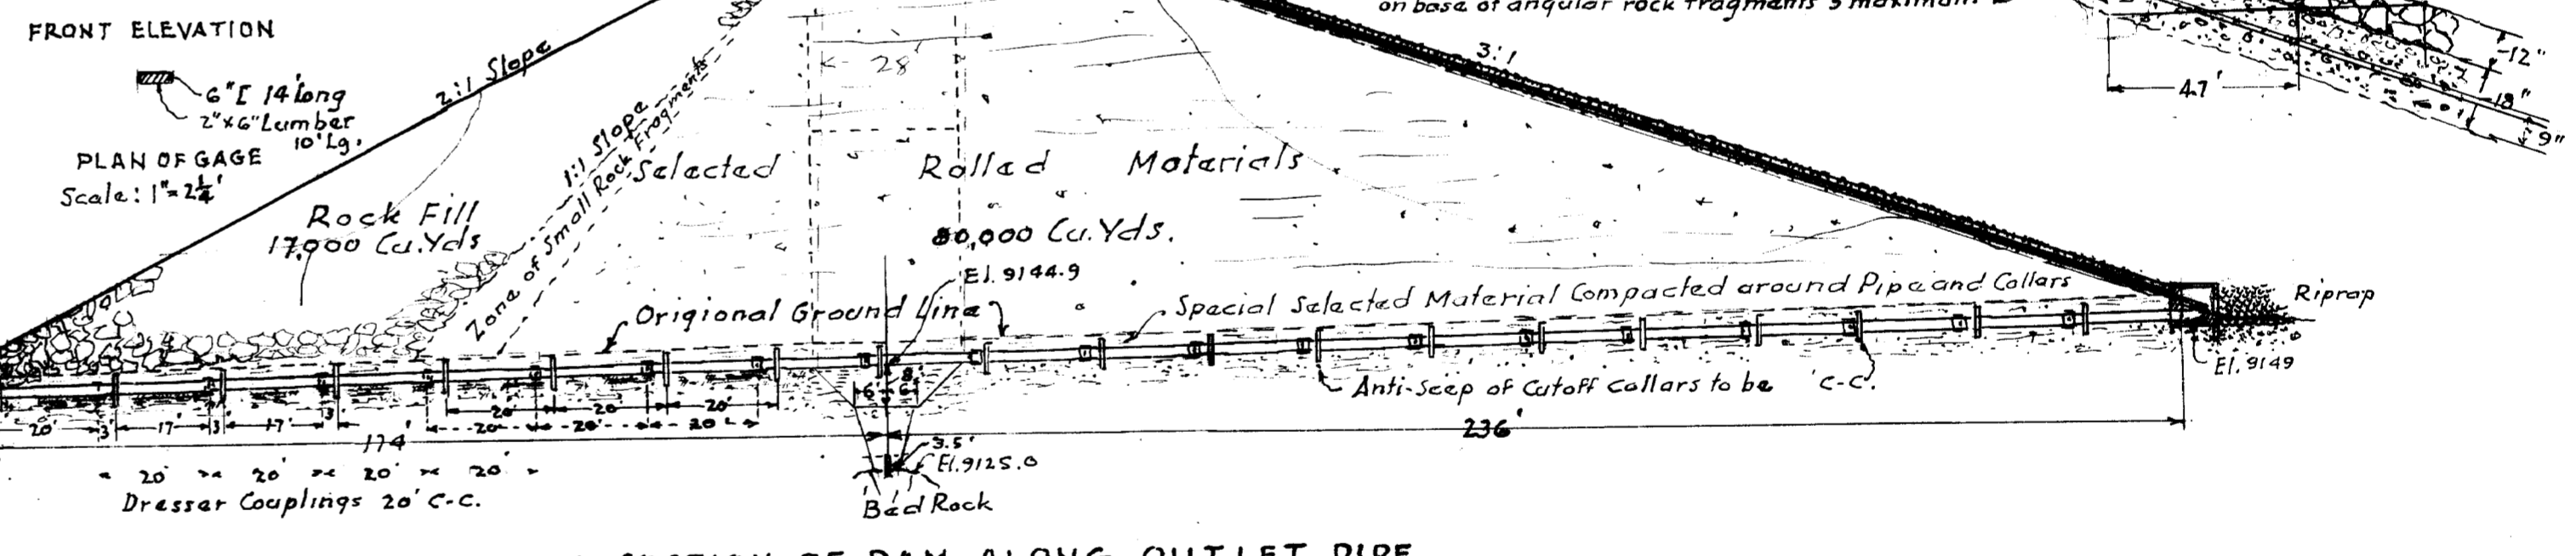 FRONT ELEVATION
6"[ 14' long
2"x6" Lumber
10' Lg.
PLAN OF GAGE
Scale: 1"=2¼'
2:1 Slope
Rock Fill
17,000 Cu.Yds
1:1 Slope
Zone of Small Rock Fragments
28'
Selected Rolled Materials
80,000 Cu.Yds.
on base of angular rock fragments 3" maximum.
3:1
4.7'
12"
18"
9"
El. 9144.9
Origional Ground Line
Special Selected Material Compacted around Pipe and Collars
Riprap
El. 9149
Anti-seep of Cutoff collars to be 'C-C.
20' 3' 17' 3' 17' 3'
20' 20' 20'
20' 20' 20'
6' 6'
174'
236'
3.5'
El. 9125.0
Bed Rock
20' 20' 20' 20'
Dresser Couplings 20' C-C.
SECTION OF DAM ALONG OUTLET PIPE